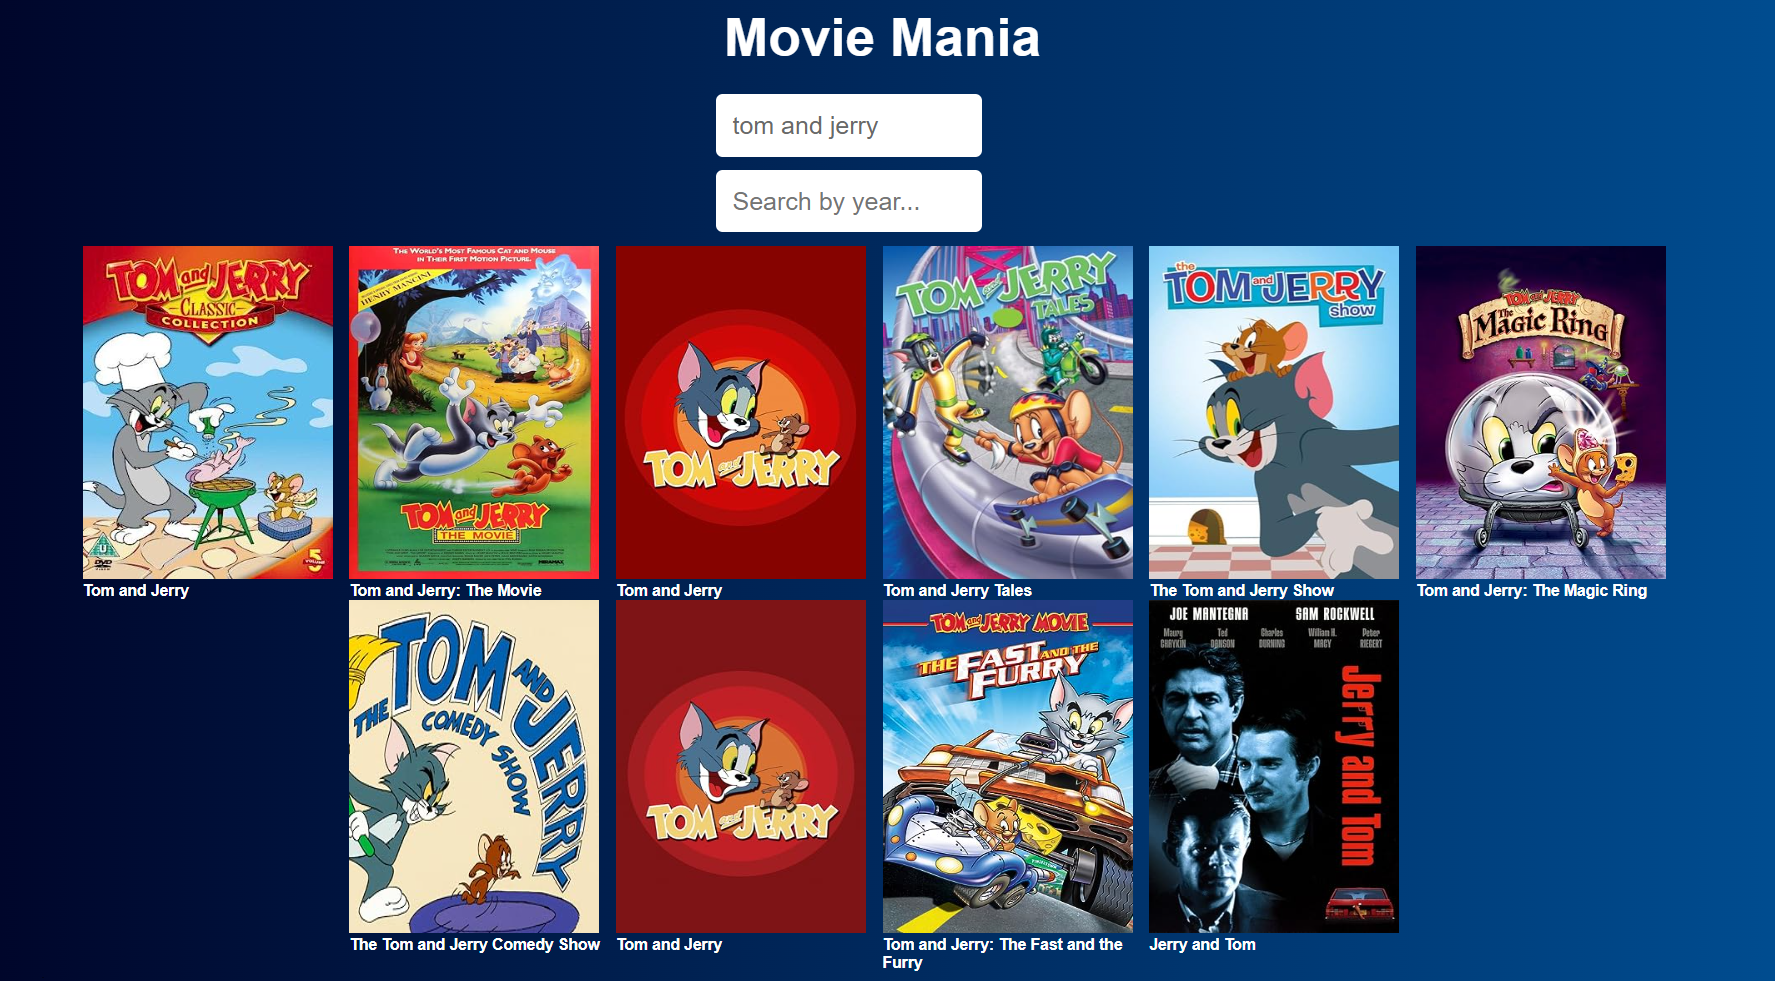 Movie Mania
tom and jerry
Search by year...
TOM and JERRY
CLASSIC
COLLECTION
U
DVD
5
Tom and Jerry
THE WORLD'S MOST FAMOUS CAT AND MOUSE
IN THEIR FIRST MOTION PICTURE.
HENRY MANCINI
TOM and JERRY
THE MOVIE
MIRAMAX
Tom and Jerry: The Movie
TOM and JERRY
Tom and Jerry
TOM and JERRY
TALES
Tom and Jerry Tales
the
TOM and JERRY
show
The Tom and Jerry Show
TOM and JERRY
The
Magic Ring
Tom and Jerry: The Magic Ring
THE
TOM
AND
JERRY
COMEDY
SHOW
The Tom and Jerry Comedy Show
TOM and JERRY
Tom and Jerry
TOM and JERRY MOVIE
THE FAST AND THE
FURRY
Tom and Jerry: The Fast and the
Furry
JOE MANTEGNA SAM ROCKWELL
Maury Ted Charles William H. Peter
CHAYKIN DANSON DURNING MACY RIEGERT
Jerry and Tom
Jerry and Tom